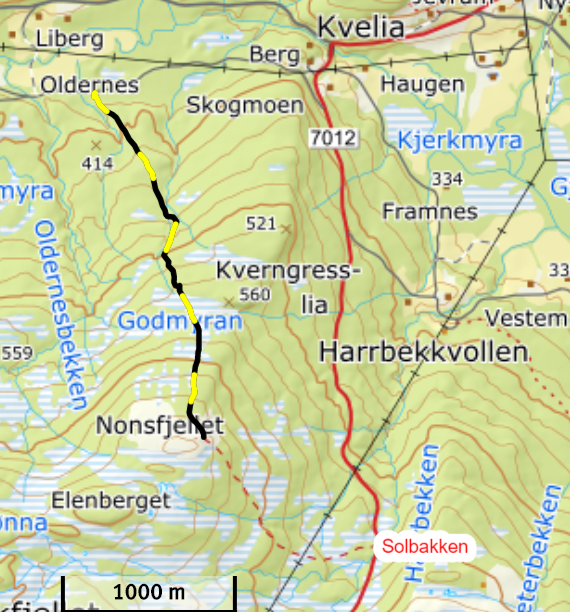 Kvelia
Liberg
Berg
Oldernes
Haugen
Skogmoen
7012
Kjerkmyra
414
334
myra
Framnes
521
Oldernesbekken
Kverngress-
lia
560
33
Godmyran
Vestem
559
Harrbekkvollen
Nonsfjellet
Elenberget
Solbakken
1000 m